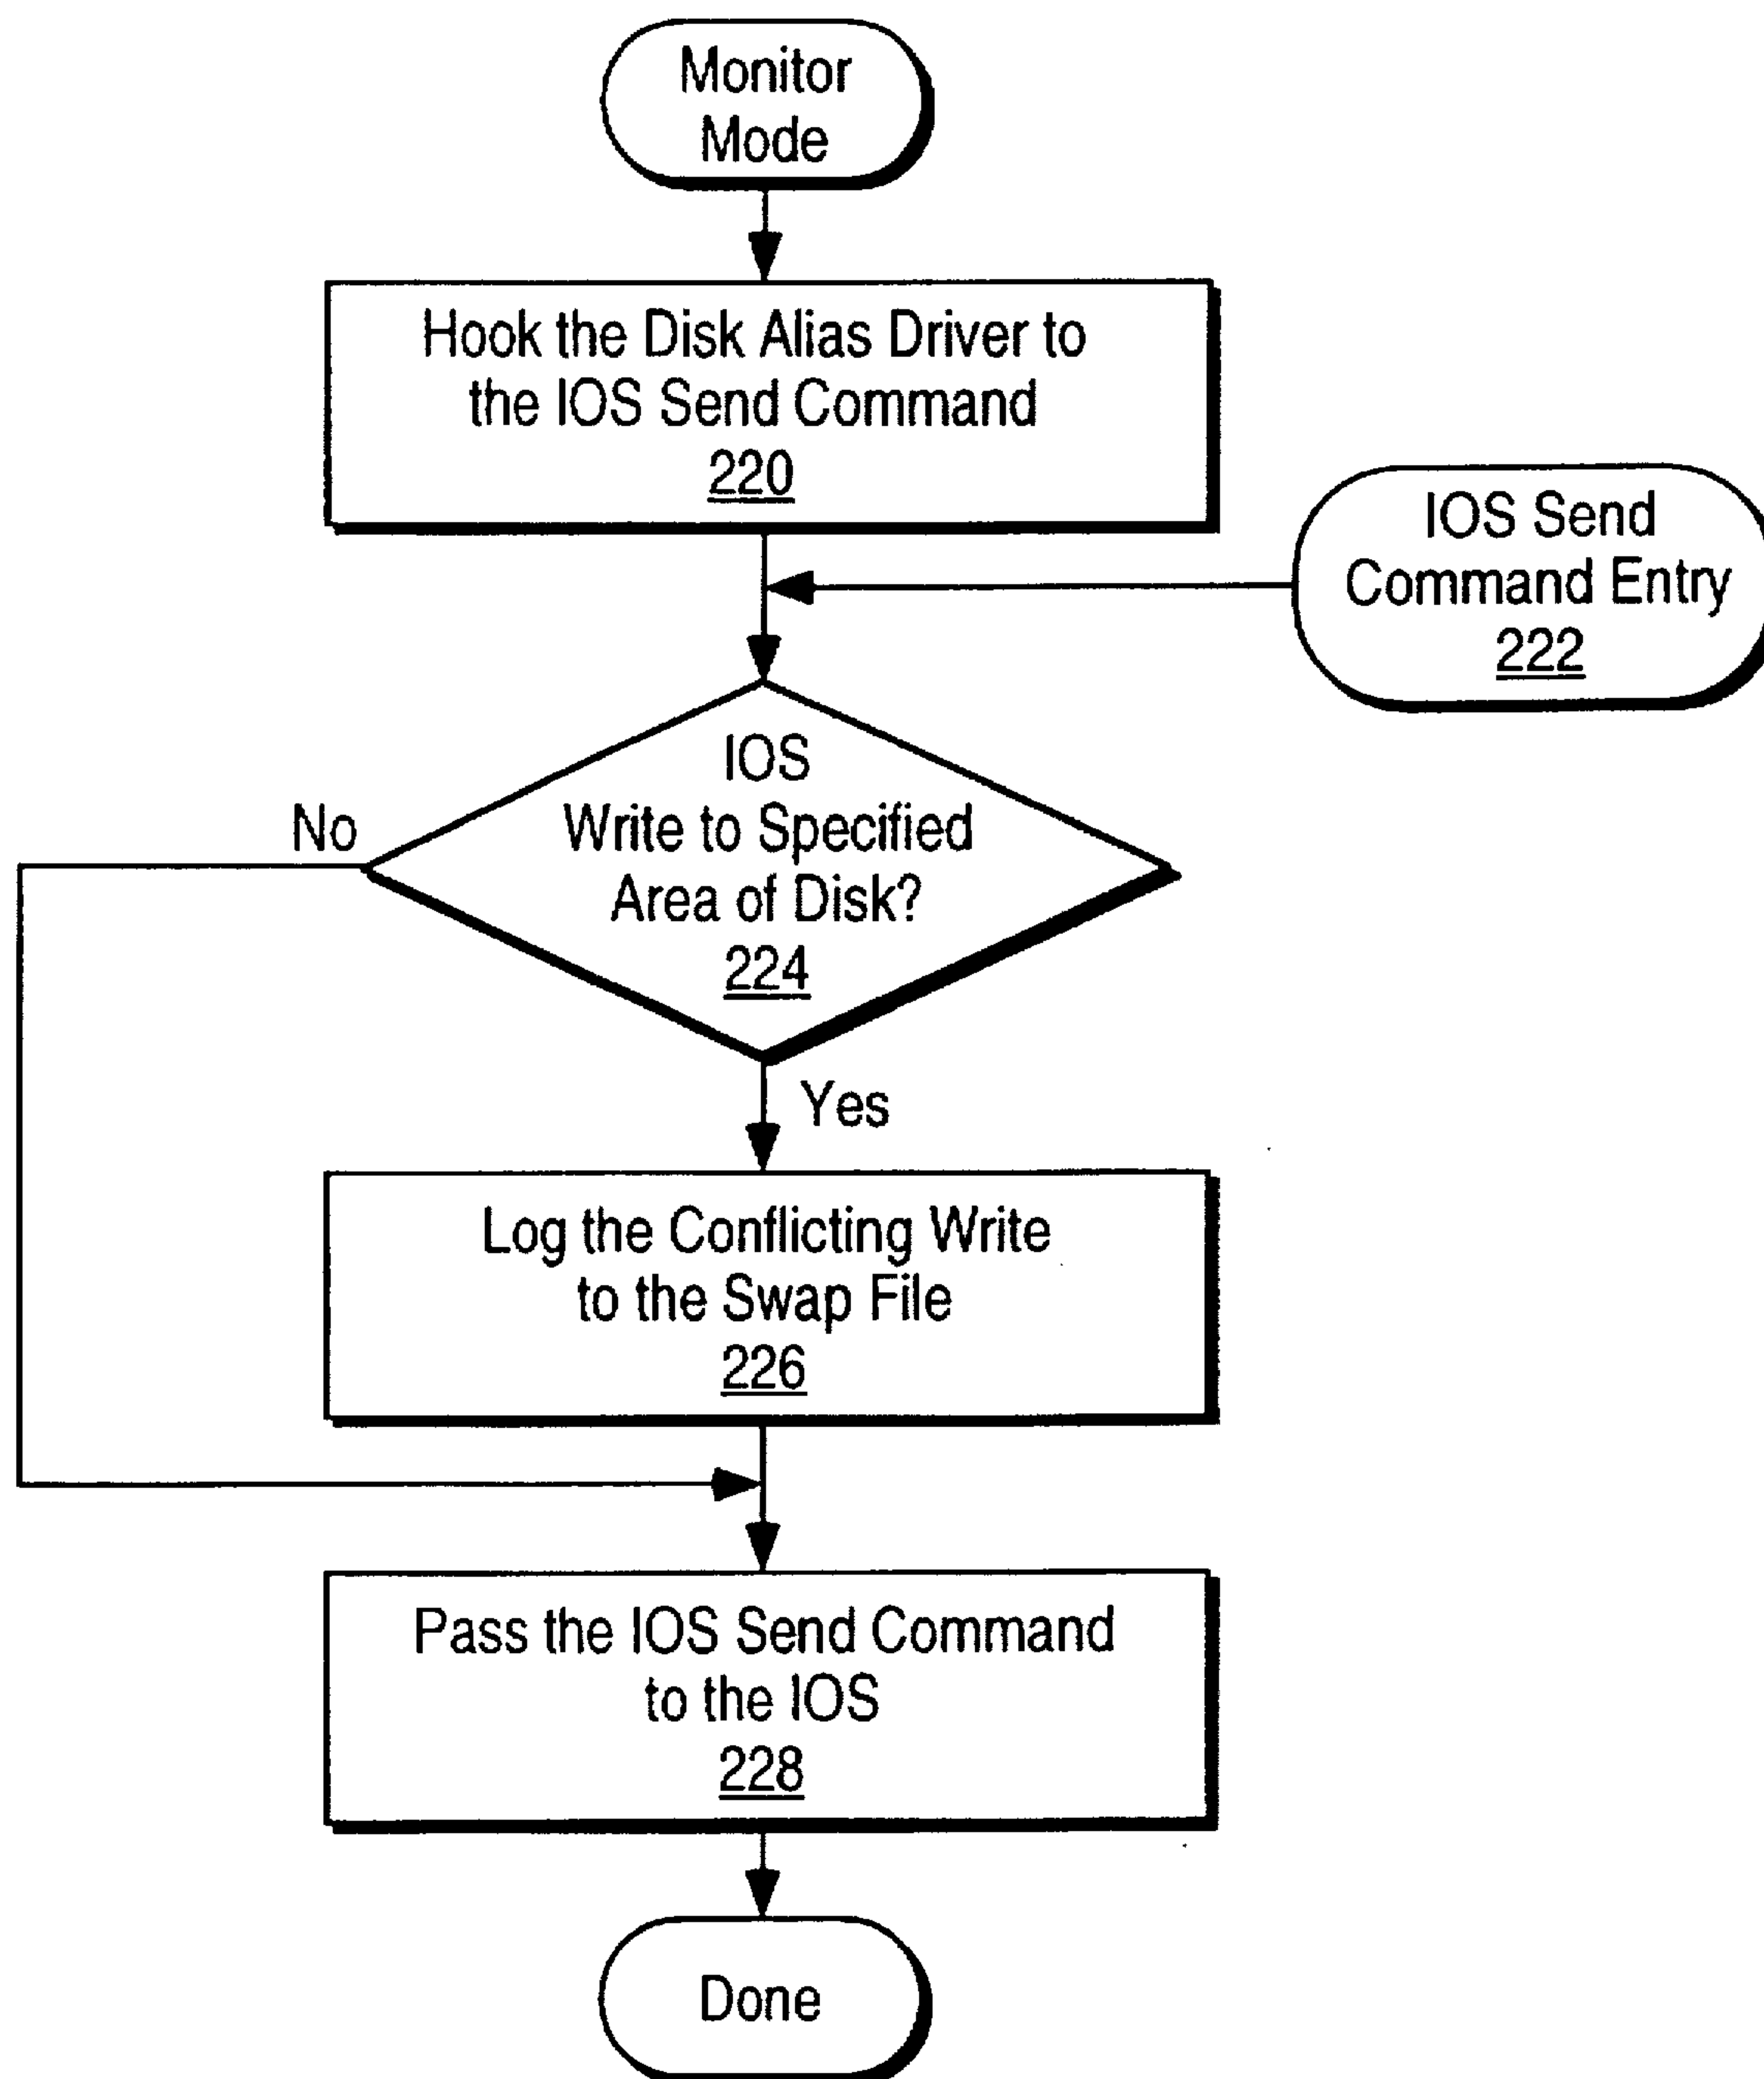 Monitor
Mode
Hook the Disk Alias Driver to
the IOS Send Command
220
IOS Send
Command Entry
222
IOS
Write to Specified
Area of Disk?
224
No
Yes
Log the Conflicting Write
to the Swap File
226
Pass the IOS Send Command
to the IOS
228
Done